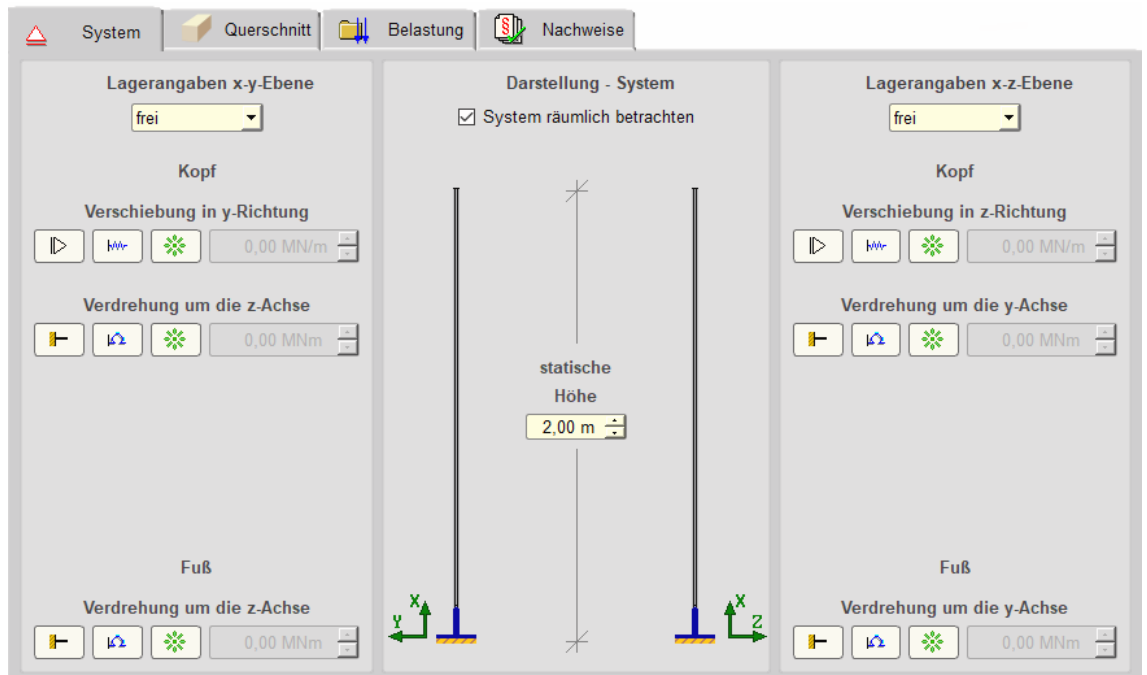 System
Querschnitt
Belastung
Nachweise
Lagerangaben x-y-Ebene
frei
Kopf
Verschiebung in y-Richtung
0,00 MN/m
Verdrehung um die z-Achse
0,00 MNm
Fuß
Verdrehung um die z-Achse
0,00 MNm
Darstellung - System
System räumlich betrachten
statische
Höhe
2,00 m
X
Y
X
Z
Lagerangaben x-z-Ebene
frei
Kopf
Verschiebung in z-Richtung
0,00 MN/m
Verdrehung um die y-Achse
0,00 MNm
Fuß
Verdrehung um die y-Achse
0,00 MNm